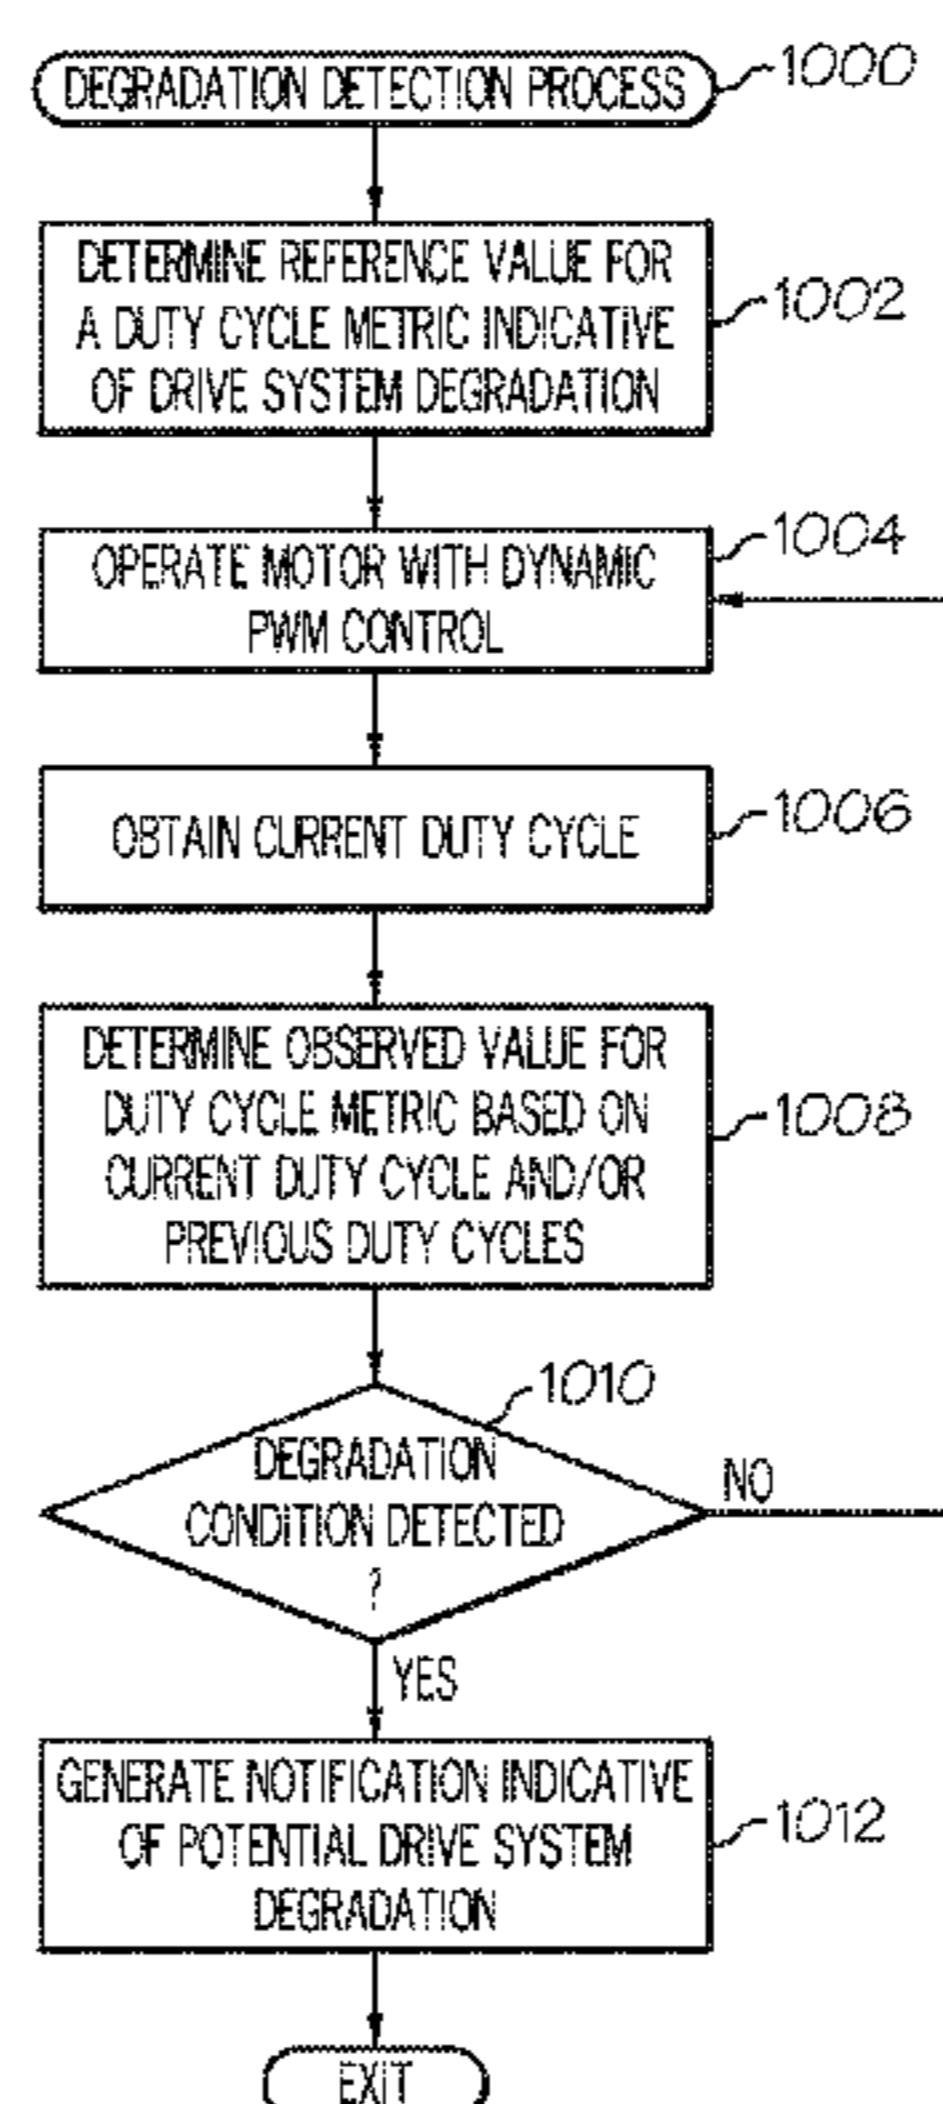 DEGRADATION DETECTION PROCESS
1000
DETERMINE REFERENCE VALUE FOR
A DUTY CYCLE METRIC INDICATIVE
OF DRIVE SYSTEM DEGRADATION
1002
OPERATE MOTOR WITH DYNAMIC
PWM CONTROL
1004
OBTAIN CURRENT DUTY CYCLE
1006
DETERMINE OBSERVED VALUE FOR
DUTY CYCLE METRIC BASED ON
CURRENT DUTY CYCLE AND/OR
PREVIOUS DUTY CYCLES
1008
1010
DEGRADATION
CONDITION DETECTED
?
NO
YES
GENERATE NOTIFICATION INDICATIVE
OF POTENTIAL DRIVE SYSTEM
DEGRADATION
1012
EXIT